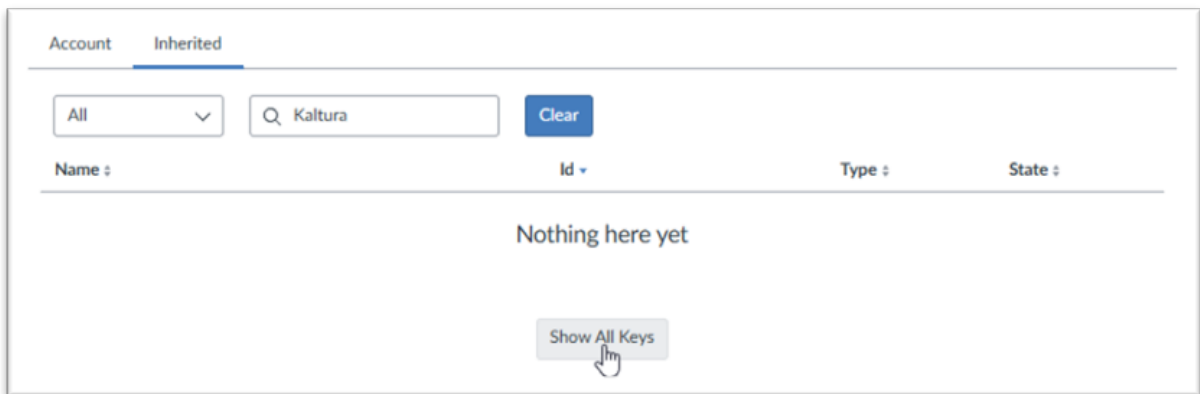 Account Inherited
All Kaltura Clear
Name Id Type State
Nothing here yet
Show All Keys